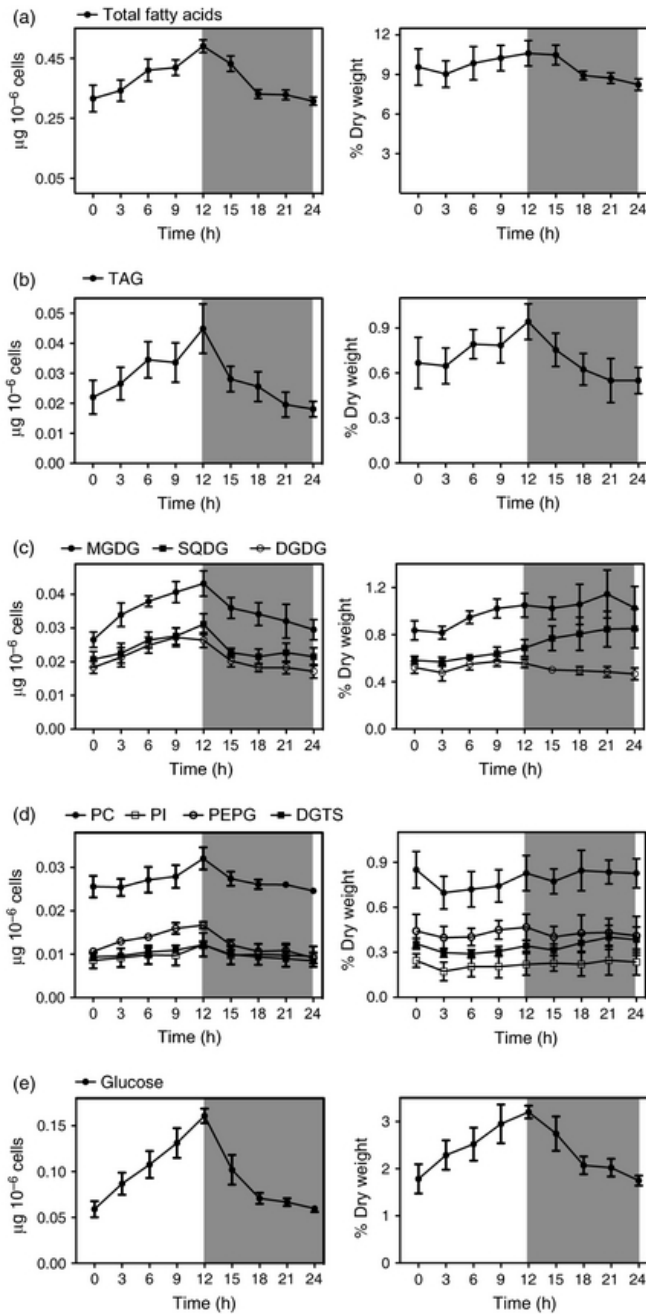 (a) Total fatty acids
μg 10⁻⁶ cells
0.45
0.25
0.05
0 3 6 9 12 15 18 21 24
Time (h)
% Dry weight
12
9
6
3
0 3 6 9 12 15 18 21 24
Time (h)
(b) TAG
μg 10⁻⁶ cells
0.05
0.04
0.03
0.02
0.01
0.00
0 3 6 9 12 15 18 21 24
Time (h)
% Dry weight
0.9
0.6
0.3
0.0
0 3 6 9 12 15 18 21 24
Time (h)
(c) MGDG SQDG DGDG
μg 10⁻⁶ cells
0.04
0.03
0.02
0.01
0.00
0 3 6 9 12 15 18 21 24
Time (h)
% Dry weight
1.2
0.8
0.4
0.0
0 3 6 9 12 15 18 21 24
Time (h)
(d) PC PI PEPG DGTS
μg 10⁻⁶ cells
0.03
0.02
0.01
0.00
0 3 6 9 12 15 18 21 24
Time (h)
% Dry weight
0.9
0.6
0.3
0.0
0 3 6 9 12 15 18 21 24
Time (h)
(e) Glucose
μg 10⁻⁶ cells
0.15
0.10
0.05
0.00
0 3 6 9 12 15 18 21 24
Time (h)
% Dry weight
3
2
1
0
0 3 6 9 12 15 18 21 24
Time (h)